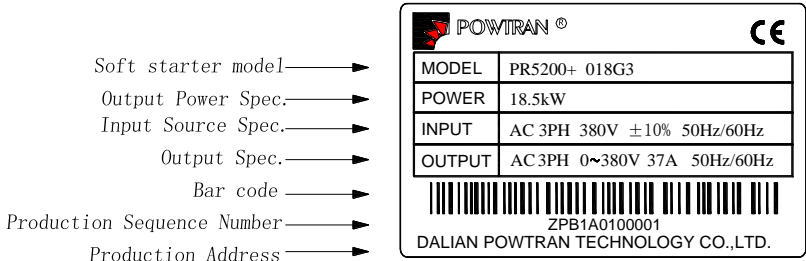 POWTRAN ®
CE
Soft starter model
MODEL PR5200+ 018G3
Output Power Spec.
POWER 18.5kW
Input Source Spec.
INPUT AC 3PH 380V ±10% 50Hz/60Hz
Output Spec.
OUTPUT AC 3PH 0~380V 37A 50Hz/60Hz
Bar code
Production Sequence Number
ZPB1A0100001
Production Address
DALIAN POWTRAN TECHNOLOGY CO.,LTD.